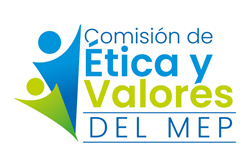 Comisión de
Ética y
Valores
DEL MEP